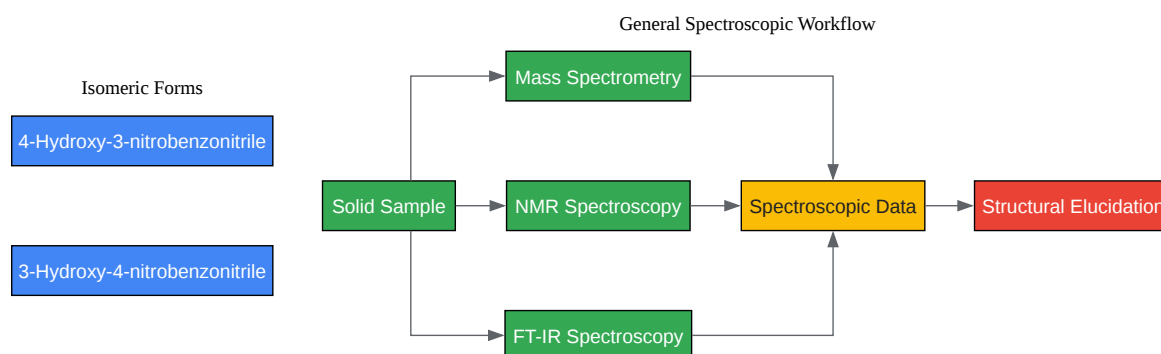 General Spectroscopic Workflow
Mass Spectrometry
Isomeric Forms
4-Hydroxy-3-nitrobenzonitrile
Solid Sample
NMR Spectroscopy
Spectroscopic Data
Structural Elucidation
3-Hydroxy-4-nitrobenzonitrile
FT-IR Spectroscopy